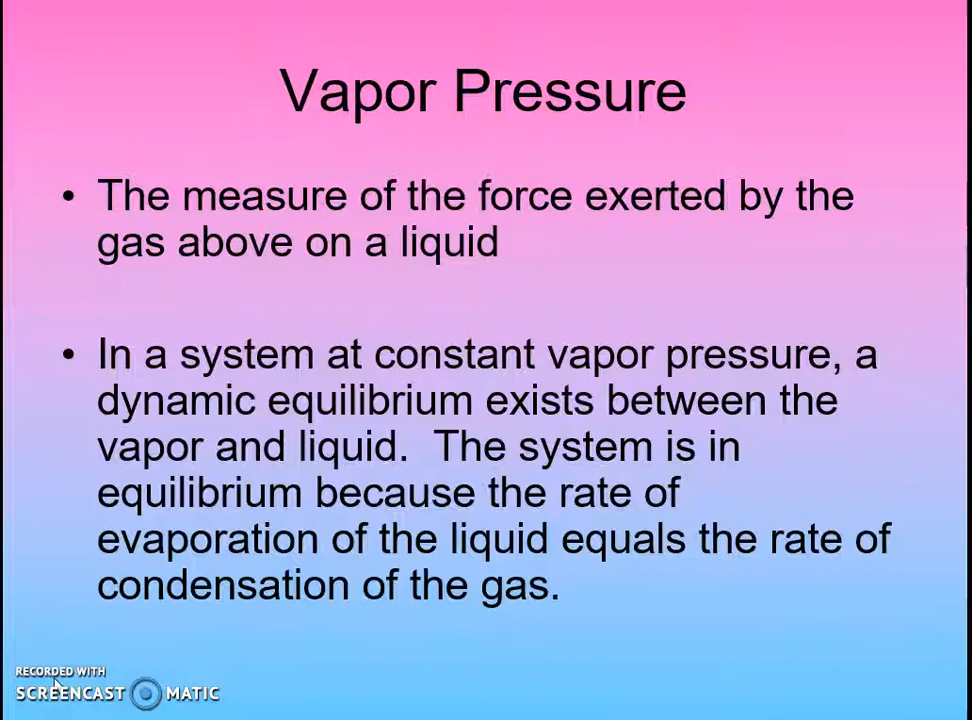 Vapor Pressure
• The measure of the force exerted by the
gas above on a liquid
• In a system at constant vapor pressure, a
dynamic equilibrium exists between the
vapor and liquid.  The system is in
equilibrium because the rate of
evaporation of the liquid equals the rate of
condensation of the gas.
RECORDED WITH
SCREENCAST MATIC